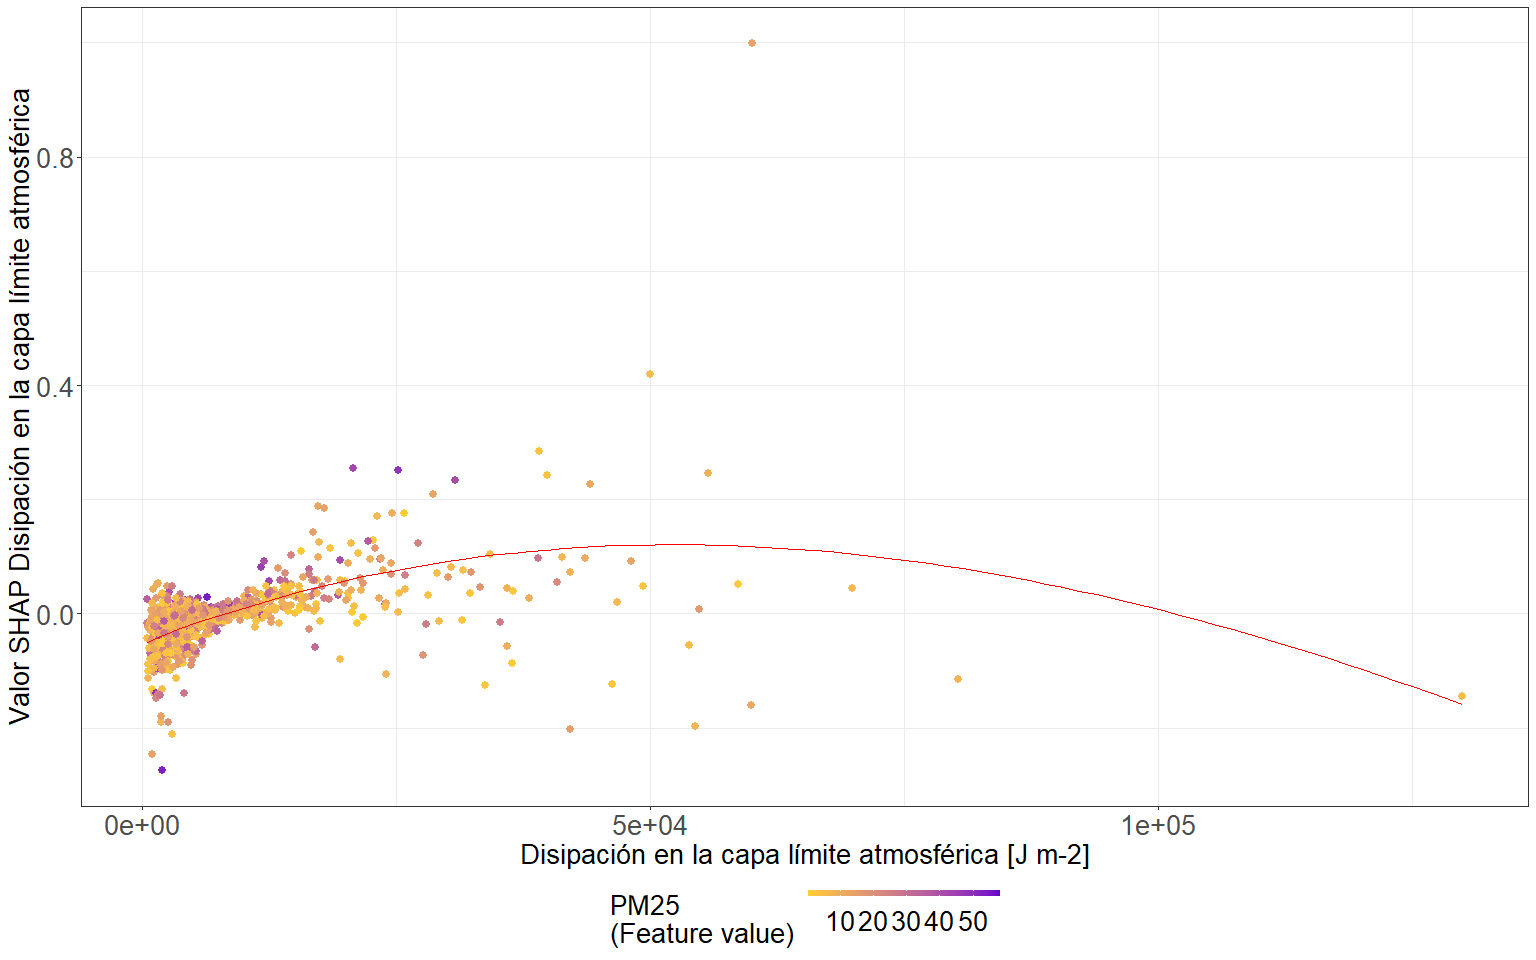 Valor SHAP Disipación en la capa límite atmosférica
0.8
0.4
0.0
0e+00 5e+04 1e+05
Disipación en la capa límite atmosférica [J m-2]
PM25
(Feature value)
10 20 30 40 50